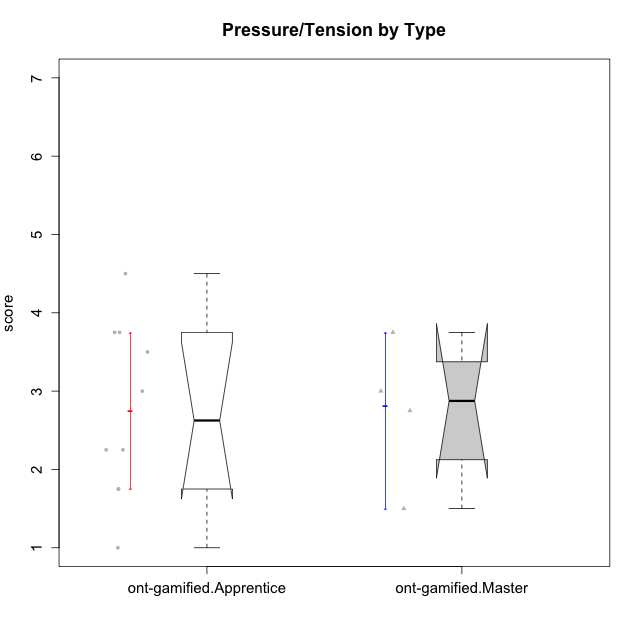 Pressure/Tension by Type
score
7
6
5
4
3
2
1
ont-gamified.Apprentice
ont-gamified.Master